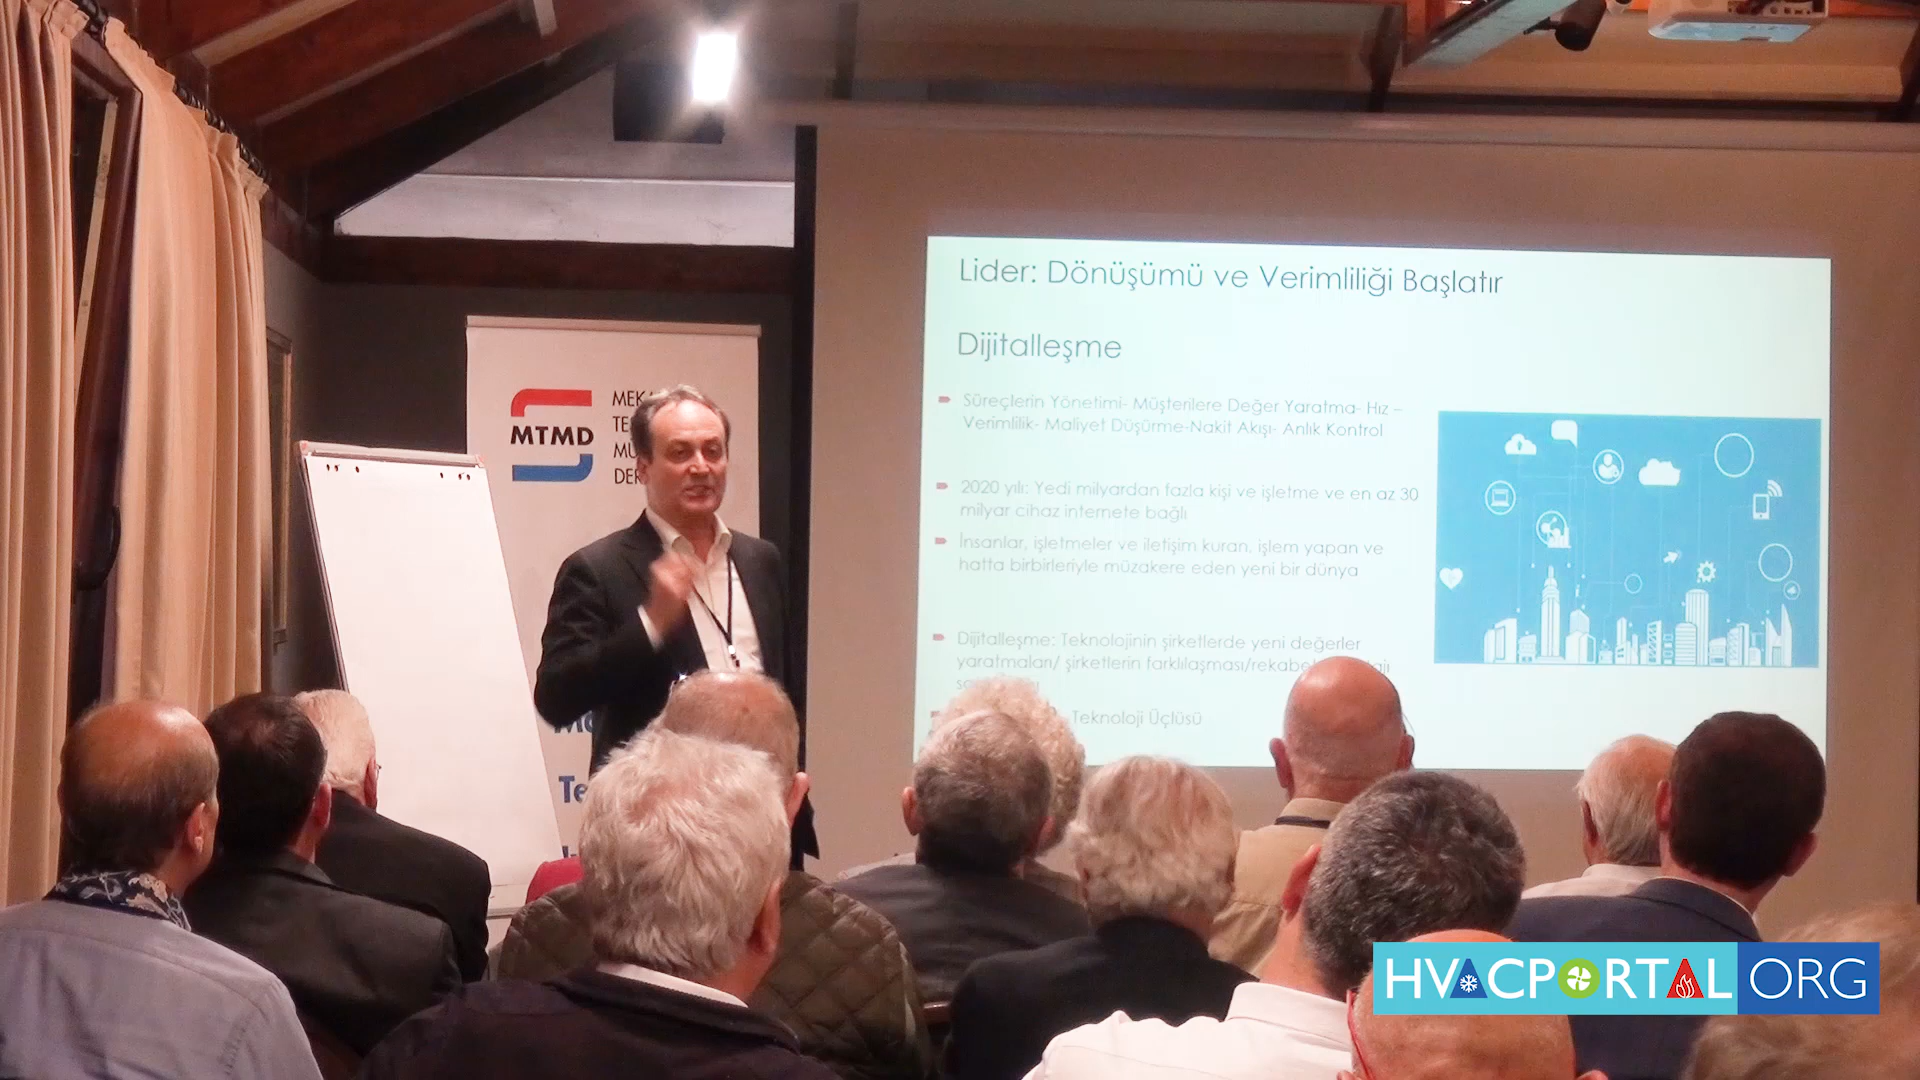 Lider: Dönüşümü ve Verimliliği Başlatır
Dijitalleşme
Süreçlerin Yönetimi- Müşterilere Değer Yaratma- Hız –
Verimlilik- Maliyet Düşürme-Nakit Akışı- Anlık Kontrol
2020 yılı: Yedi milyardan fazla kişi ve işletme ve en az 30
milyar cihaz internete bağlı
İnsanlar, işletmeler ve iletişim kuran, işlem yapan ve
hatta birbirleriyle müzakere eden yeni bir dünya
Dijitalleşme: Teknolojinin şirketlerde yeni değerler
yaratmaları/ şirketlerin farklılaşması/
Teknoloji Üçlüsü
MTMD
HVACPORTAL ORG